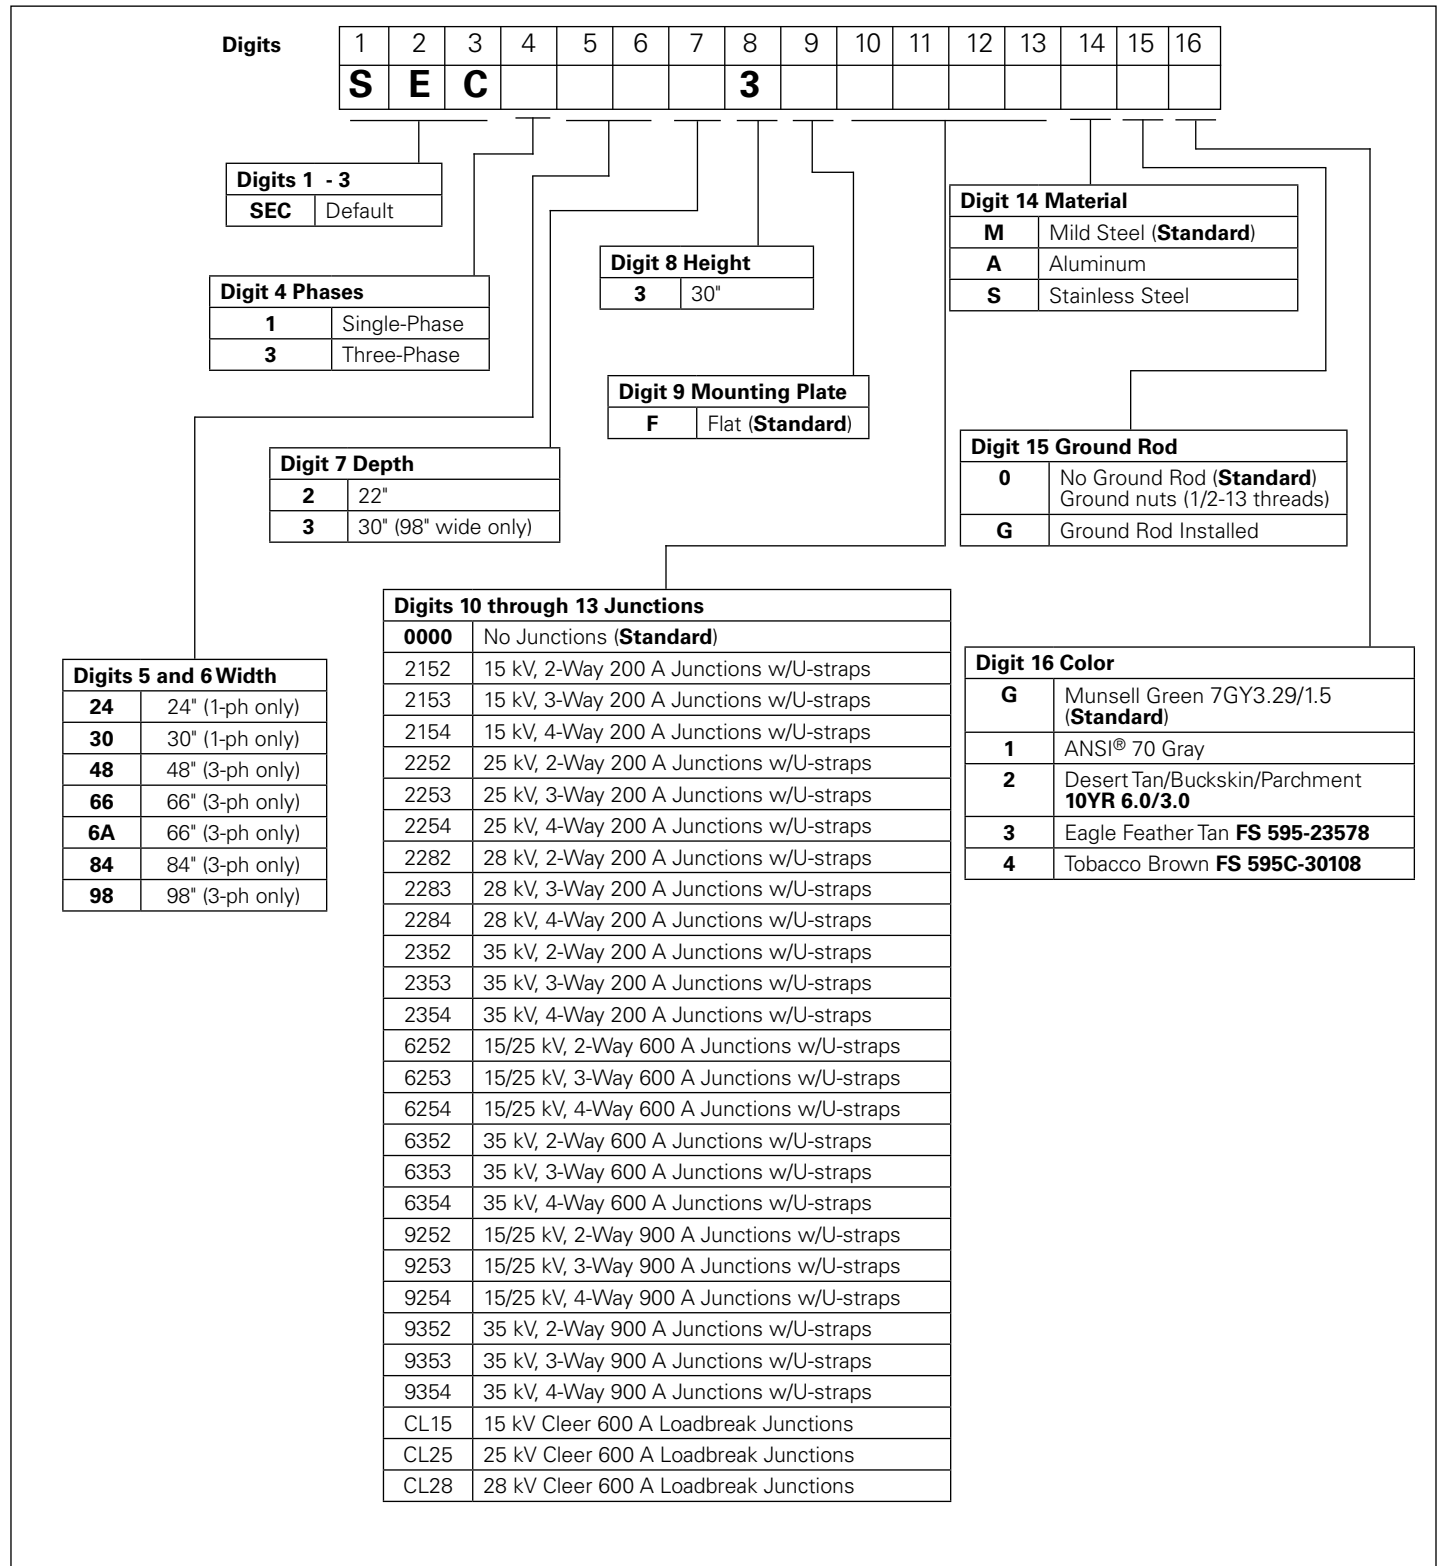 Digits 1 2 3 4 5 6 7 8 9 10 11 12 13 14 15 16
S E C 3
Digits 1 - 3
SEC Default
Digit 4 Phases
1 Single-Phase
3 Three-Phase
Digit 8 Height
3 30"
Digit 14 Material
M Mild Steel (Standard)
A Aluminum
S Stainless Steel
Digit 9 Mounting Plate
F Flat (Standard)
Digit 7 Depth
2 22"
3 30" (98" wide only)
Digit 15 Ground Rod
0 No Ground Rod (Standard)
Ground nuts (1/2-13 threads)
G Ground Rod Installed
Digits 5 and 6 Width
24 24" (1-ph only)
30 30" (1-ph only)
48 48" (3-ph only)
66 66" (3-ph only)
6A 66" (3-ph only)
84 84" (3-ph only)
98 98" (3-ph only)
Digits 10 through 13 Junctions
0000 No Junctions (Standard)
2152 15 kV, 2-Way 200 A Junctions w/U-straps
2153 15 kV, 3-Way 200 A Junctions w/U-straps
2154 15 kV, 4-Way 200 A Junctions w/U-straps
2252 25 kV, 2-Way 200 A Junctions w/U-straps
2253 25 kV, 3-Way 200 A Junctions w/U-straps
2254 25 kV, 4-Way 200 A Junctions w/U-straps
2282 28 kV, 2-Way 200 A Junctions w/U-straps
2283 28 kV, 3-Way 200 A Junctions w/U-straps
2284 28 kV, 4-Way 200 A Junctions w/U-straps
2352 35 kV, 2-Way 200 A Junctions w/U-straps
2353 35 kV, 3-Way 200 A Junctions w/U-straps
2354 35 kV, 4-Way 200 A Junctions w/U-straps
6252 15/25 kV, 2-Way 600 A Junctions w/U-straps
6253 15/25 kV, 3-Way 600 A Junctions w/U-straps
6254 15/25 kV, 4-Way 600 A Junctions w/U-straps
6352 35 kV, 2-Way 600 A Junctions w/U-straps
6353 35 kV, 3-Way 600 A Junctions w/U-straps
6354 35 kV, 4-Way 600 A Junctions w/U-straps
9252 15/25 kV, 2-Way 900 A Junctions w/U-straps
9253 15/25 kV, 3-Way 900 A Junctions w/U-straps
9254 15/25 kV, 4-Way 900 A Junctions w/U-straps
9352 35 kV, 2-Way 900 A Junctions w/U-straps
9353 35 kV, 3-Way 900 A Junctions w/U-straps
9354 35 kV, 4-Way 900 A Junctions w/U-straps
CL15 15 kV Cleer 600 A Loadbreak Junctions
CL25 25 kV Cleer 600 A Loadbreak Junctions
CL28 28 kV Cleer 600 A Loadbreak Junctions
Digit 16 Color
G Munsell Green 7GY3.29/1.5
(Standard)
1 ANSI® 70 Gray
2 Desert Tan/Buckskin/Parchment
10YR 6.0/3.0
3 Eagle Feather Tan FS 595-23578
4 Tobacco Brown FS 595C-30108